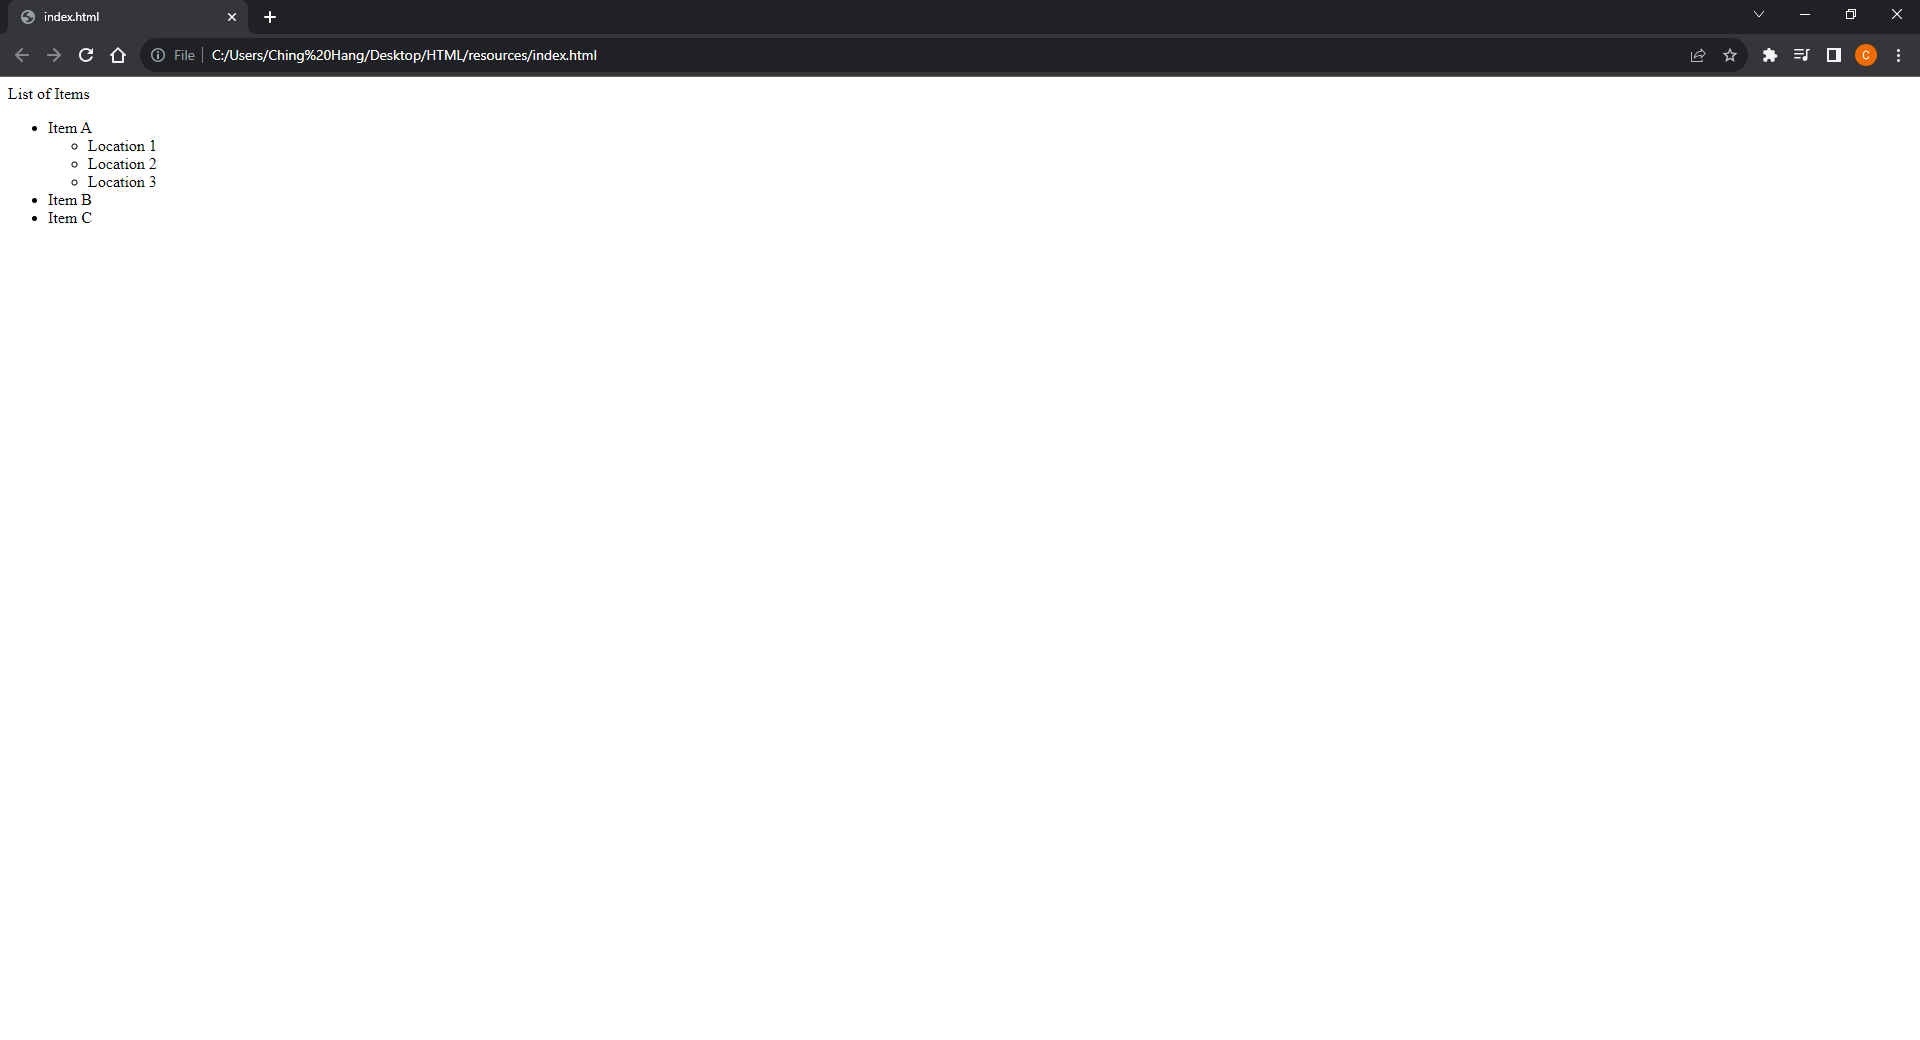 index.html
File C:/Users/Ching%20Hang/Desktop/HTML/resources/index.html
C
List of Items
Item A
Location 1
Location 2
Location 3
Item B
Item C